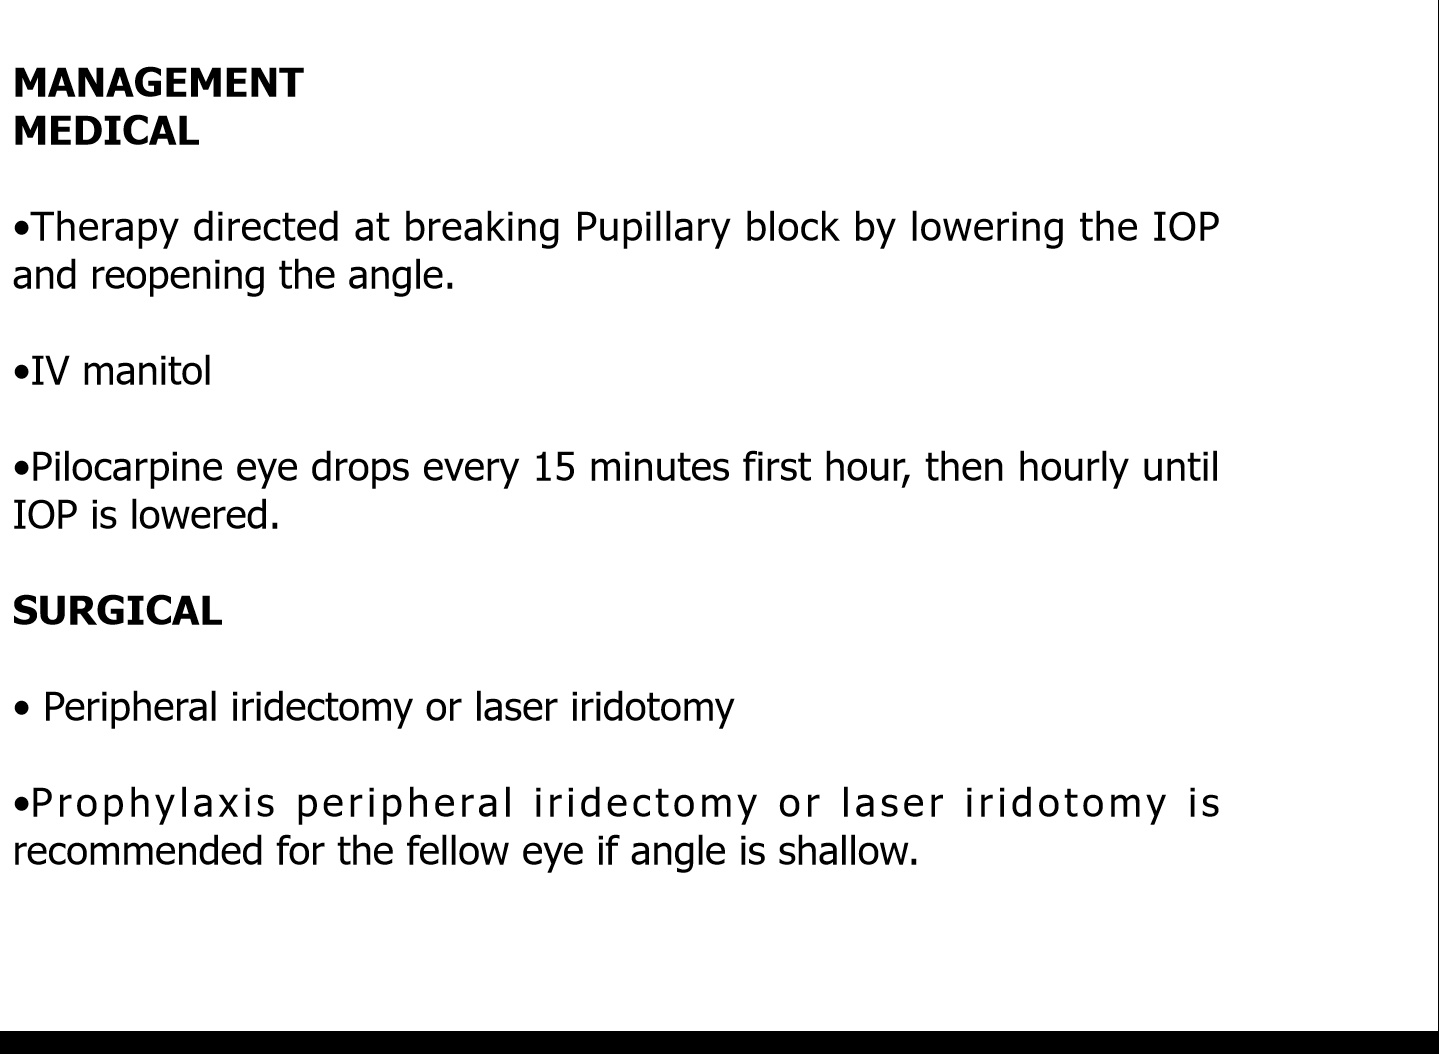 MANAGEMENT
MEDICAL
•Therapy directed at breaking Pupillary block by lowering the IOP
and reopening the angle.
•IV manitol
•Pilocarpine eye drops every 15 minutes first hour, then hourly until
IOP is lowered.
SURGICAL
• Peripheral iridectomy or laser iridotomy
•Prophylaxis peripheral iridectomy or laser iridotomy is
recommended for the fellow eye if angle is shallow.